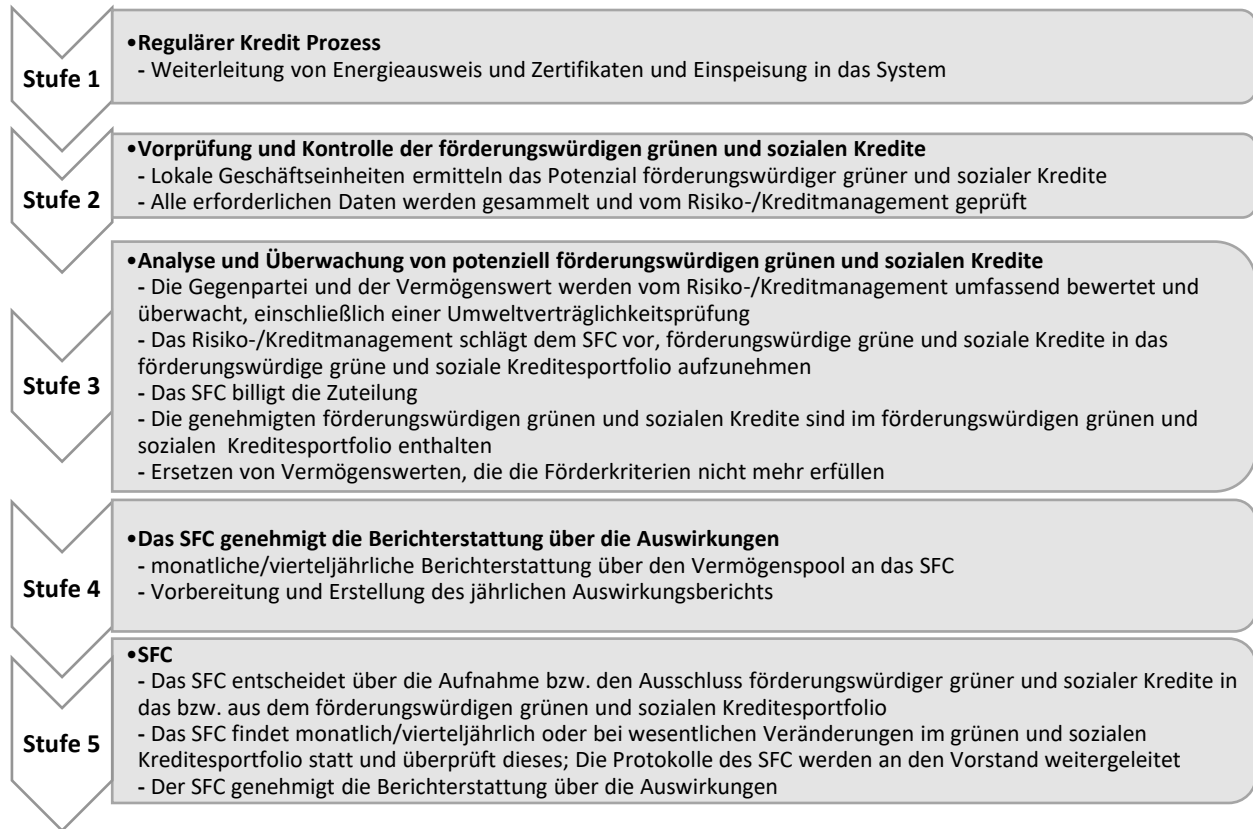 Stufe 1
•Regulärer Kredit Prozess
- Weiterleitung von Energieausweis und Zertifikaten und Einspeisung in das System
Stufe 2
•Vorprüfung und Kontrolle der förderungswürdigen grünen und sozialen Kredite
- Lokale Geschäftseinheiten ermitteln das Potenzial förderungswürdiger grüner und sozialer Kredite
- Alle erforderlichen Daten werden gesammelt und vom Risiko-/Kreditmanagement geprüft
Stufe 3
•Analyse und Überwachung von potenziell förderungswürdigen grünen und sozialen Kredite
- Die Gegenpartei und der Vermögenswert werden vom Risiko-/Kreditmanagement umfassend bewertet und
überwacht, einschließlich einer Umweltverträglichkeitsprüfung
- Das Risiko-/Kreditmanagement schlägt dem SFC vor, förderungswürdige grüne und soziale Kredite in das
förderungswürdige grüne und soziale Kreditesportfolio aufzunehmen
- Das SFC billigt die Zuteilung
- Die genehmigten förderungswürdigen grünen und sozialen Kredite sind im förderungswürdigen grünen und
sozialen Kreditesportfolio enthalten
- Ersetzen von Vermögenswerten, die die Förderkriterien nicht mehr erfüllen
Stufe 4
•Das SFC genehmigt die Berichterstattung über die Auswirkungen
- monatliche/vierteljährliche Berichterstattung über den Vermögenspool an das SFC
- Vorbereitung und Erstellung des jährlichen Auswirkungsberichts
Stufe 5
•SFC
- Das SFC entscheidet über die Aufnahme bzw. den Ausschluss förderungswürdiger grüner und sozialer Kredite in
das bzw. aus dem förderungswürdigen grünen und sozialen Kreditesportfolio
- Das SFC findet monatlich/vierteljährlich oder bei wesentlichen Veränderungen im grünen und sozialen
Kreditesportfolio statt und überprüft dieses; Die Protokolle des SFC werden an den Vorstand weitergeleitet
- Der SFC genehmigt die Berichterstattung über die Auswirkungen